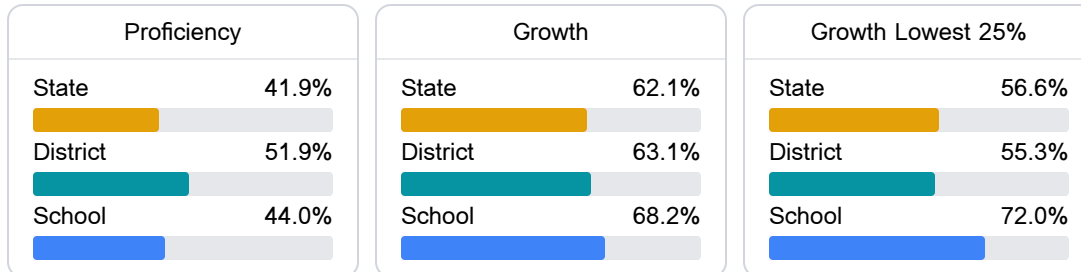 Proficiency
State 41.9%
District 51.9%
School 44.0%
Growth
State 62.1%
District 63.1%
School 68.2%
Growth Lowest 25%
State 56.6%
District 55.3%
School 72.0%